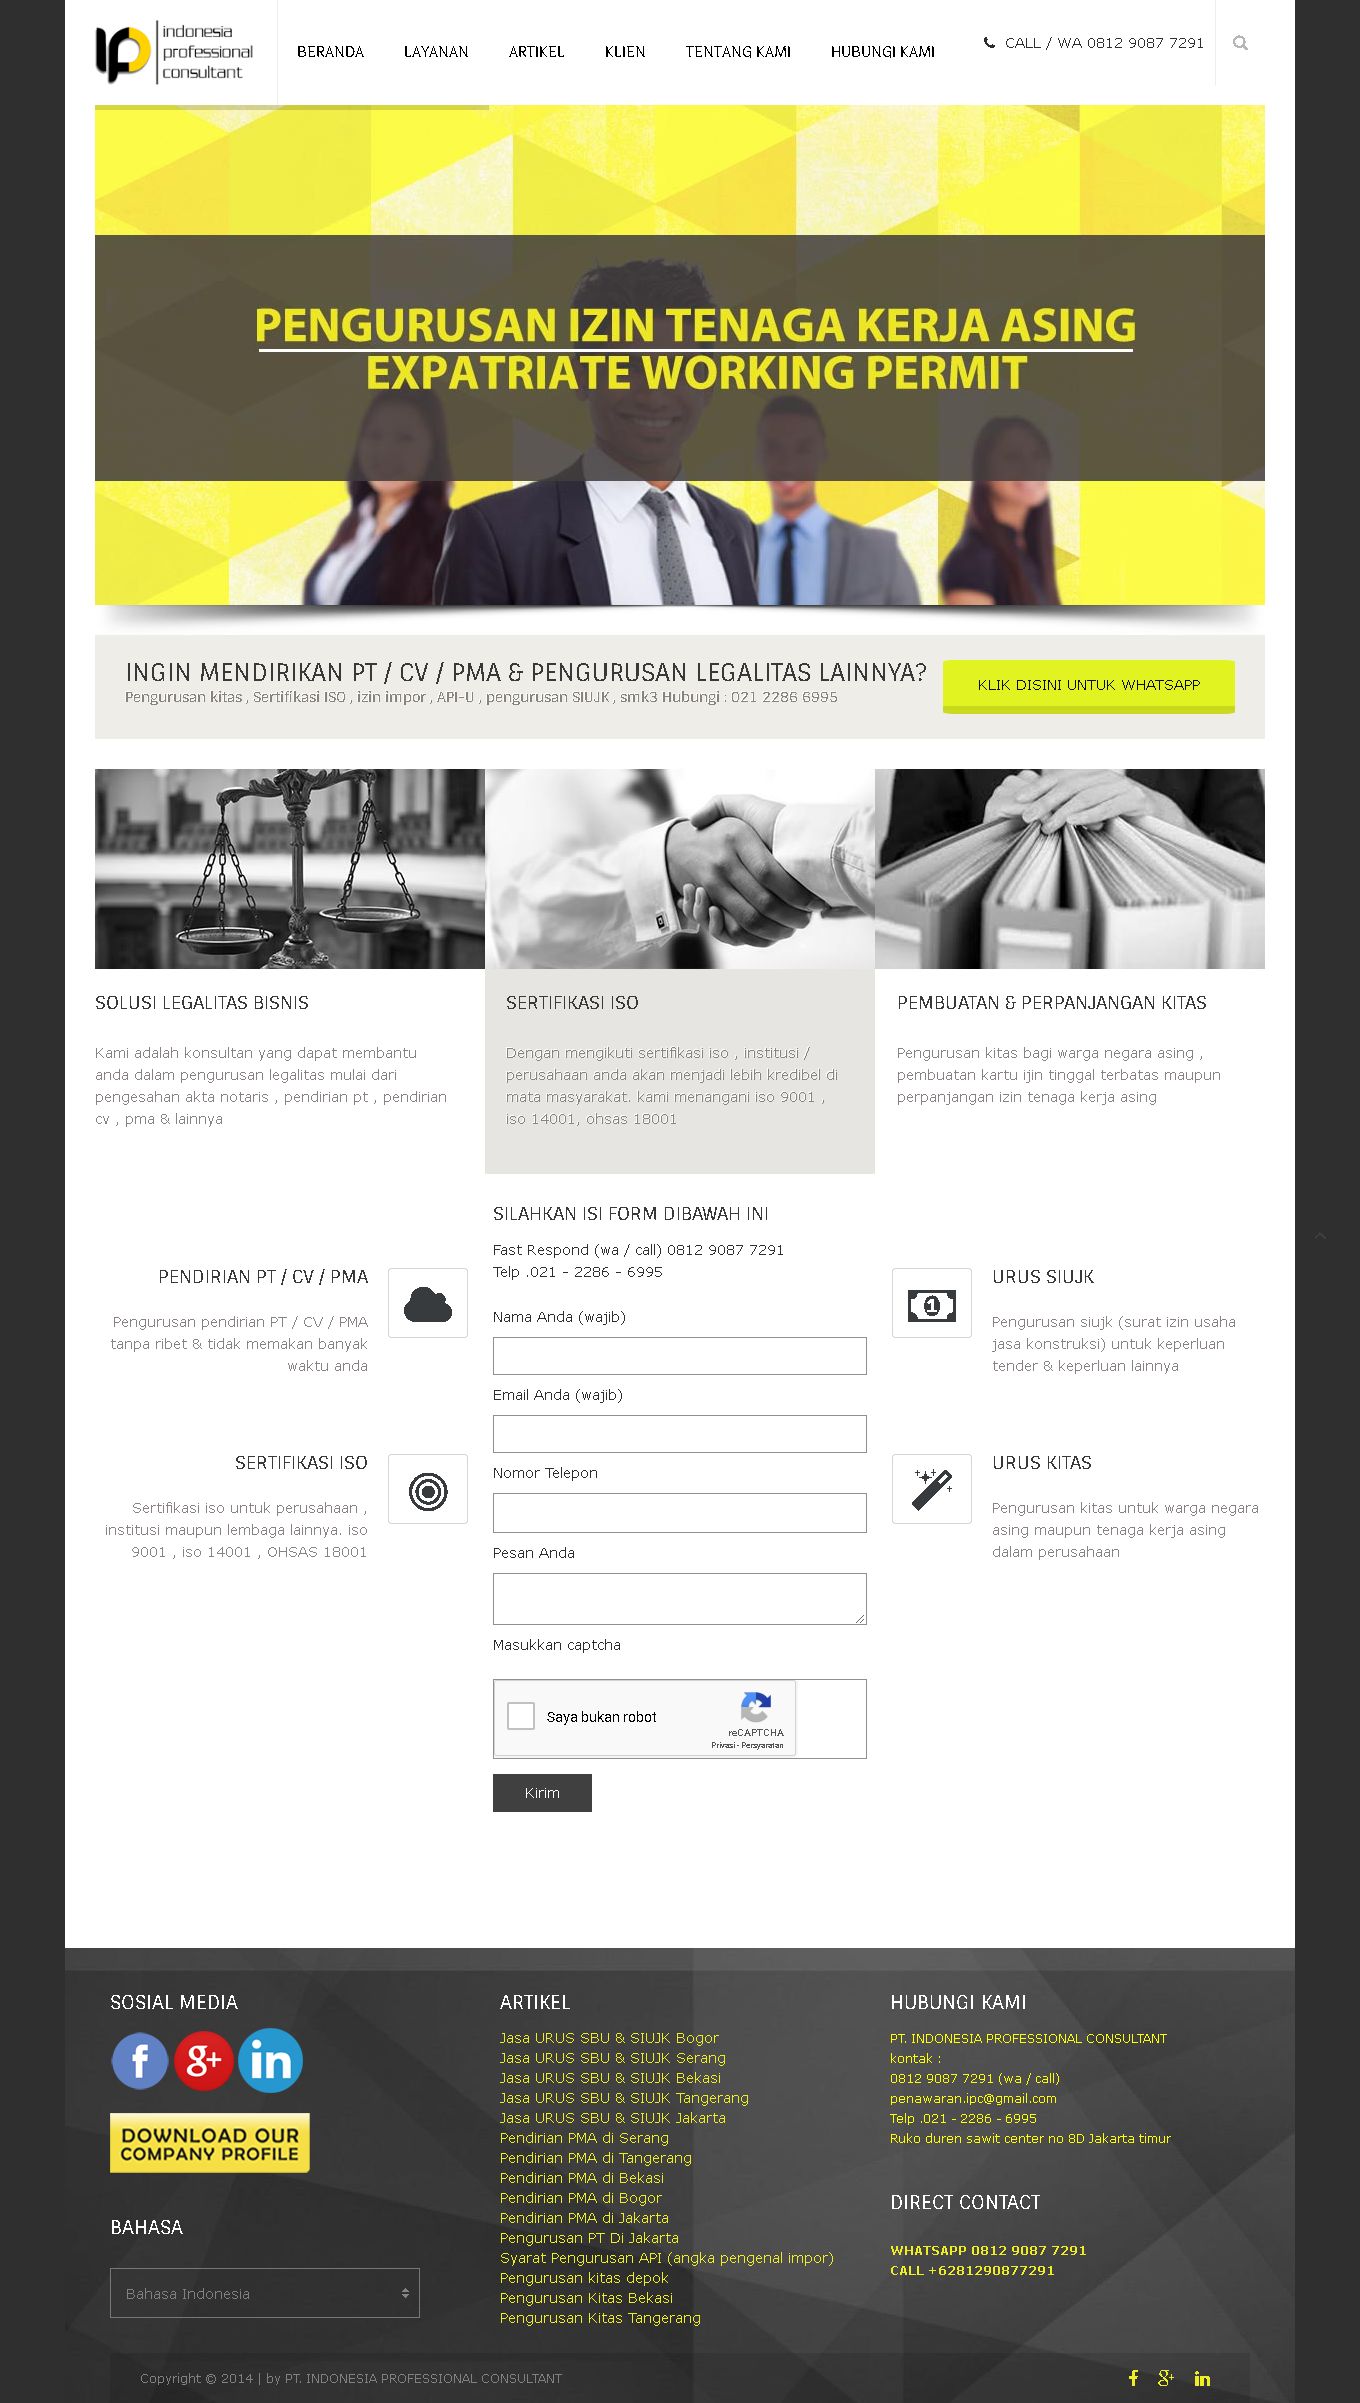 indonesia
professional
consultant
BERANDA
LAYANAN
ARTIKEL
KLIEN
TENTANG KAMI
HUBUNGI KAMI
CALL / WA 0812 9087 7291
PENGURUSAN IZIN TENAGA KERJA ASING
EXPATRIATE WORKING PERMIT
INGIN MENDIRIKAN PT / CV / PMA & PENGURUSAN LEGALITAS LAINNYA?
Pengurusan kitas , Sertifikasi ISO , izin impor , API-U , pengurusan SIUJK , smk3 Hubungi : 021 2286 6995
KLIK DISINI UNTUK WHATSAPP
SOLUSI LEGALITAS BISNIS
Kami adalah konsultan yang dapat membantu
anda dalam pengurusan legalitas mulai dari
pengesahan akta notaris , pendirian pt , pendirian
cv , pma & lainnya
SERTIFIKASI ISO
Dengan mengikuti sertifikasi iso , institusi /
perusahaan anda akan menjadi lebih kredibel di
mata masyarakat. kami menangani iso 9001 ,
iso 14001, ohsas 18001
PEMBUATAN & PERPANJANGAN KITAS
Pengurusan kitas bagi warga negara asing ,
pembuatan kartu ijin tinggal terbatas maupun
perpanjangan izin tenaga kerja asing
PENDIRIAN PT / CV / PMA
Pengurusan pendirian PT / CV / PMA
tanpa ribet & tidak memakan banyak
waktu anda
SERTIFIKASI ISO
Sertifikasi iso untuk perusahaan ,
institusi maupun lembaga lainnya. iso
9001 , iso 14001 , OHSAS 18001
SILAHKAN ISI FORM DIBAWAH INI
Fast Respond (wa / call) 0812 9087 7291
Telp .021 - 2286 - 6995
Nama Anda (wajib)
Email Anda (wajib)
Nomor Telepon
Pesan Anda
Masukkan captcha
Saya bukan robot
reCAPTCHA
Privasi - Persyaratan
Kirim
URUS SIUJK
Pengurusan siujk (surat izin usaha
jasa konstruksi) untuk keperluan
tender & keperluan lainnya
URUS KITAS
Pengurusan kitas untuk warga negara
asing maupun tenaga kerja asing
dalam perusahaan
SOSIAL MEDIA
DOWNLOAD OUR
COMPANY PROFILE
BAHASA
Bahasa Indonesia
ARTIKEL
Jasa URUS SBU & SIUJK Bogor
Jasa URUS SBU & SIUJK Serang
Jasa URUS SBU & SIUJK Bekasi
Jasa URUS SBU & SIUJK Tangerang
Jasa URUS SBU & SIUJK Jakarta
Pendirian PMA di Serang
Pendirian PMA di Tangerang
Pendirian PMA di Bekasi
Pendirian PMA di Bogor
Pendirian PMA di Jakarta
Pengurusan PT Di Jakarta
Syarat Pengurusan API (angka pengenal impor)
Pengurusan kitas depok
Pengurusan Kitas Bekasi
Pengurusan Kitas Tangerang
HUBUNGI KAMI
PT. INDONESIA PROFESSIONAL CONSULTANT
kontak :
0812 9087 7291 (wa / call)
penawaran.ipc@gmail.com
Telp .021 - 2286 - 6995
Ruko duren sawit center no 8D Jakarta timur
DIRECT CONTACT
WHATSAPP 0812 9087 7291
CALL +6281290877291
Copyright © 2014 | by PT. INDONESIA PROFESSIONAL CONSULTANT